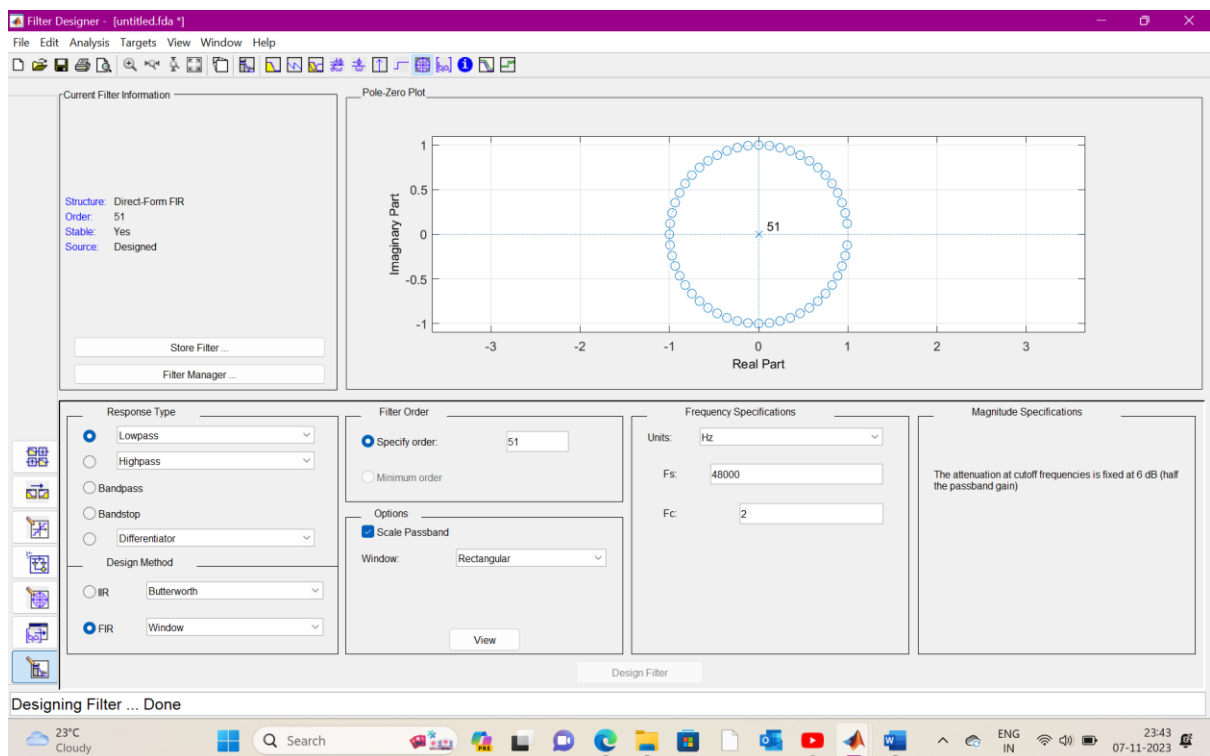 Filter Designer - [untitled.fda *]
File Edit Analysis Targets View Window Help
Current Filter Information
Structure: Direct-Form FIR
Order: 51
Stable: Yes
Source: Designed
Store Filter ...
Filter Manager ...
Pole-Zero Plot
Imaginary Part
1
0.5
0
-0.5
-1
51
-3 -2 -1 0 1 2 3
Real Part
Response Type
Lowpass
Highpass
Bandpass
Bandstop
Differentiator
Design Method
IIR Butterworth
FIR Window
Filter Order
Specify order: 51
Minimum order
Options
Scale Passband
Window: Rectangular
View
Frequency Specifications
Units: Hz
Fs: 48000
Fc: 2
Magnitude Specifications
The attenuation at cutoff frequencies is fixed at 6 dB (half
the passband gain)
Design Filter
Designing Filter ... Done
23°C
Cloudy
Search
PRE
ENG
IN
23:43
07-11-2023